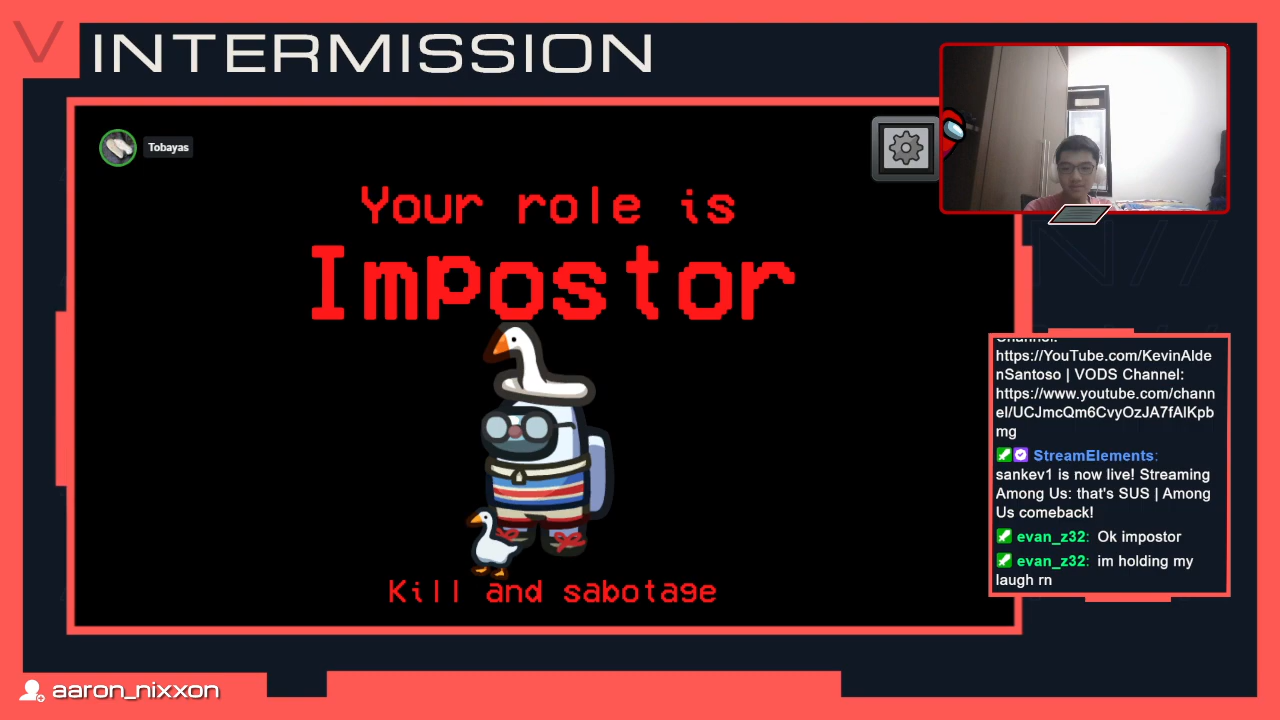 INTERMISSION
Tobayas
Your role is
Impostor
Kill and sabotage
Channel:
https://YouTube.com/KevinAlde
nSantoso | VODS Channel:
https://www.youtube.com/chann
el/UCJmcQm6CvyOzJA7fAlKpb
mg
StreamElements:
sankev1 is now live! Streaming
Among Us: that's SUS | Among
Us comeback!
evan_z32: Ok impostor
evan_z32: im holding my
laugh rn
aaron_nixxon